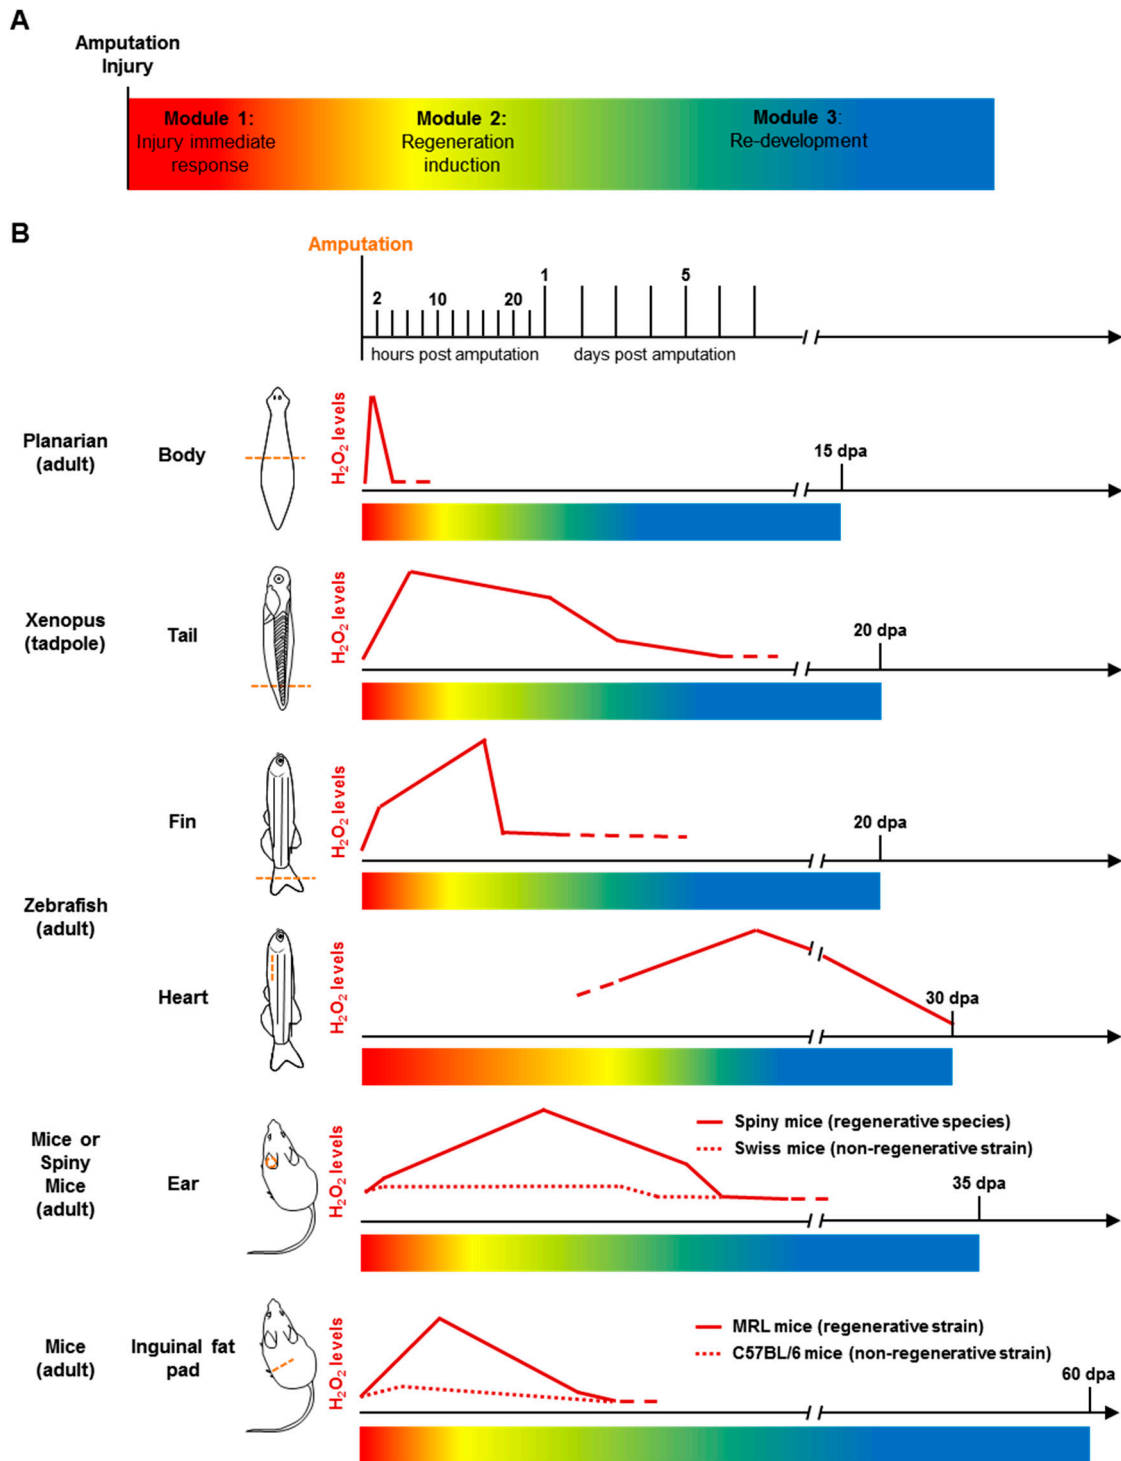 A
Amputation
Injury
Module 1:
Injury immediate
response
Module 2:
Regeneration
induction
Module 3:
Re-development
B
Amputation
2
10
20
1
5
hours post amputation
days post amputation
Planarian
(adult)
Body
H2O2 levels
15 dpa
Xenopus
(tadpole)
Tail
H2O2 levels
20 dpa
Zebrafish
(adult)
Fin
H2O2 levels
20 dpa
Heart
H2O2 levels
30 dpa
Mice or
Spiny
Mice
(adult)
Ear
H2O2 levels
Spiny mice (regenerative species)
Swiss mice (non-regenerative strain)
35 dpa
Mice
(adult)
Inguinal fat
pad
H2O2 levels
MRL mice (regenerative strain)
C57BL/6 mice (non-regenerative strain)
60 dpa